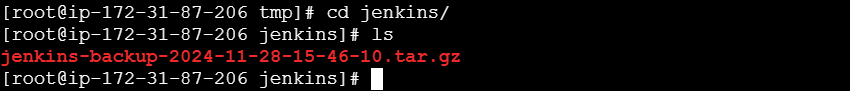 [root@ip-172-31-87-206 tmp]# cd jenkins/
[root@ip-172-31-87-206 jenkins]# ls
jenkins-backup-2024-11-28-15-46-10.tar.gz
[root@ip-172-31-87-206 jenkins]#